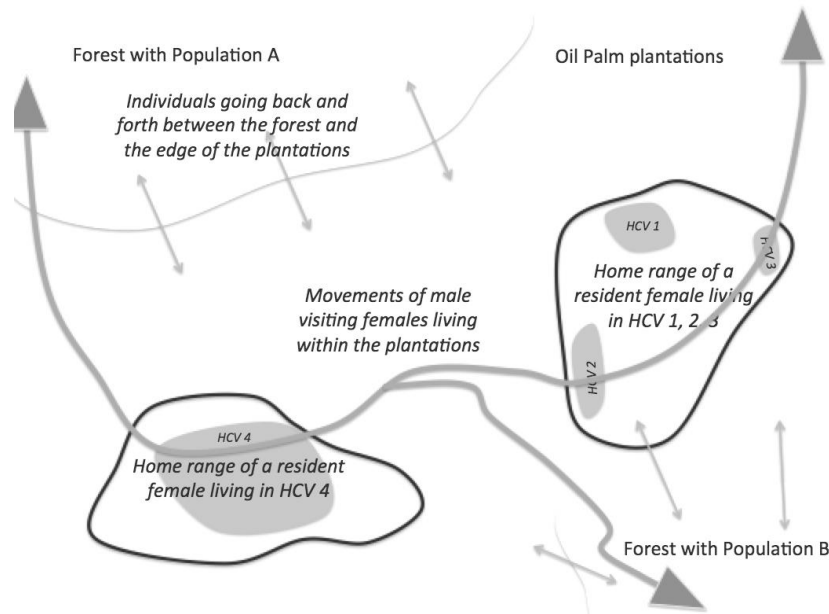 Forest with Population A
Oil Palm plantations
Individuals going back and
forth between the forest and
the edge of the plantations
HCV 1
HCV 3
Home range of a
resident female living
in HCV 1, 2, 3
Movements of male
visiting females living
within the plantations
HCV 2
HCV 4
Home range of a resident
female living in HCV 4
Forest with Population B